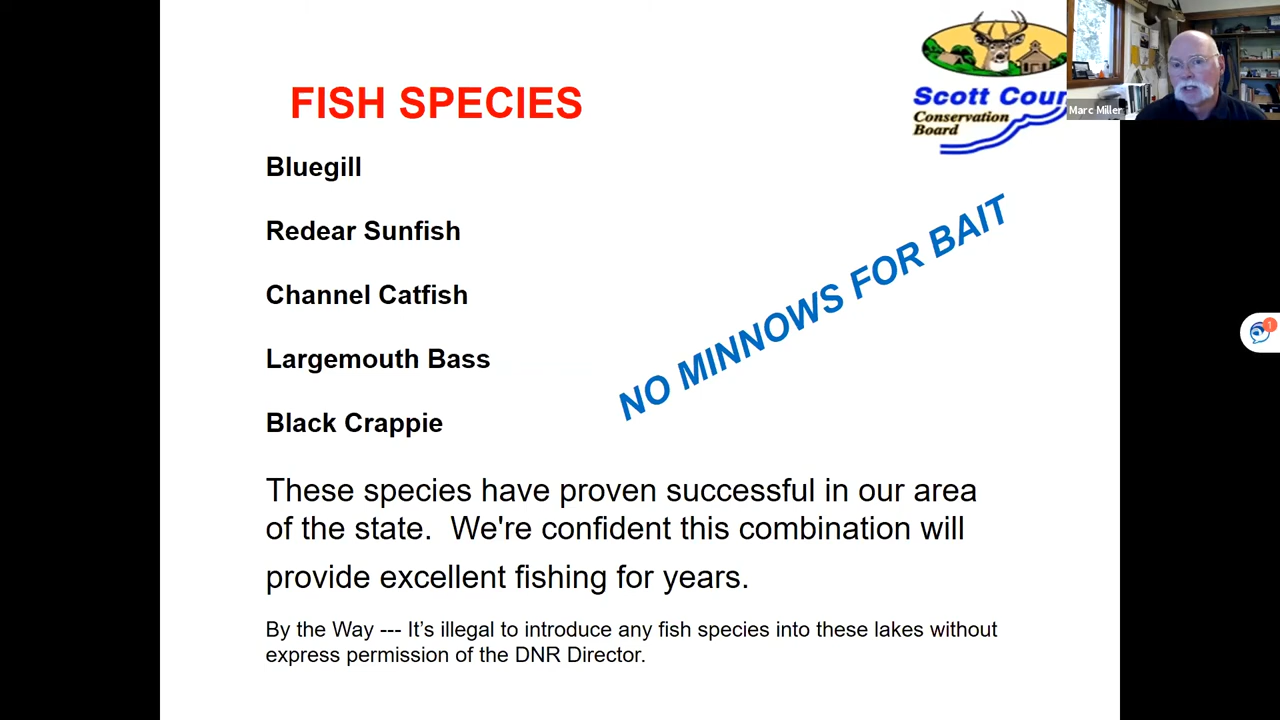 FISH SPECIES
Scott Cour
Conservation
Board
Marc Miller
Bluegill
Redear Sunfish
Channel Catfish
Largemouth Bass
Black Crappie
NO MINNOWS FOR BAIT
1
These species have proven successful in our area
of the state. We're confident this combination will
provide excellent fishing for years.
By the Way --- It’s illegal to introduce any fish species into these lakes without
express permission of the DNR Director.